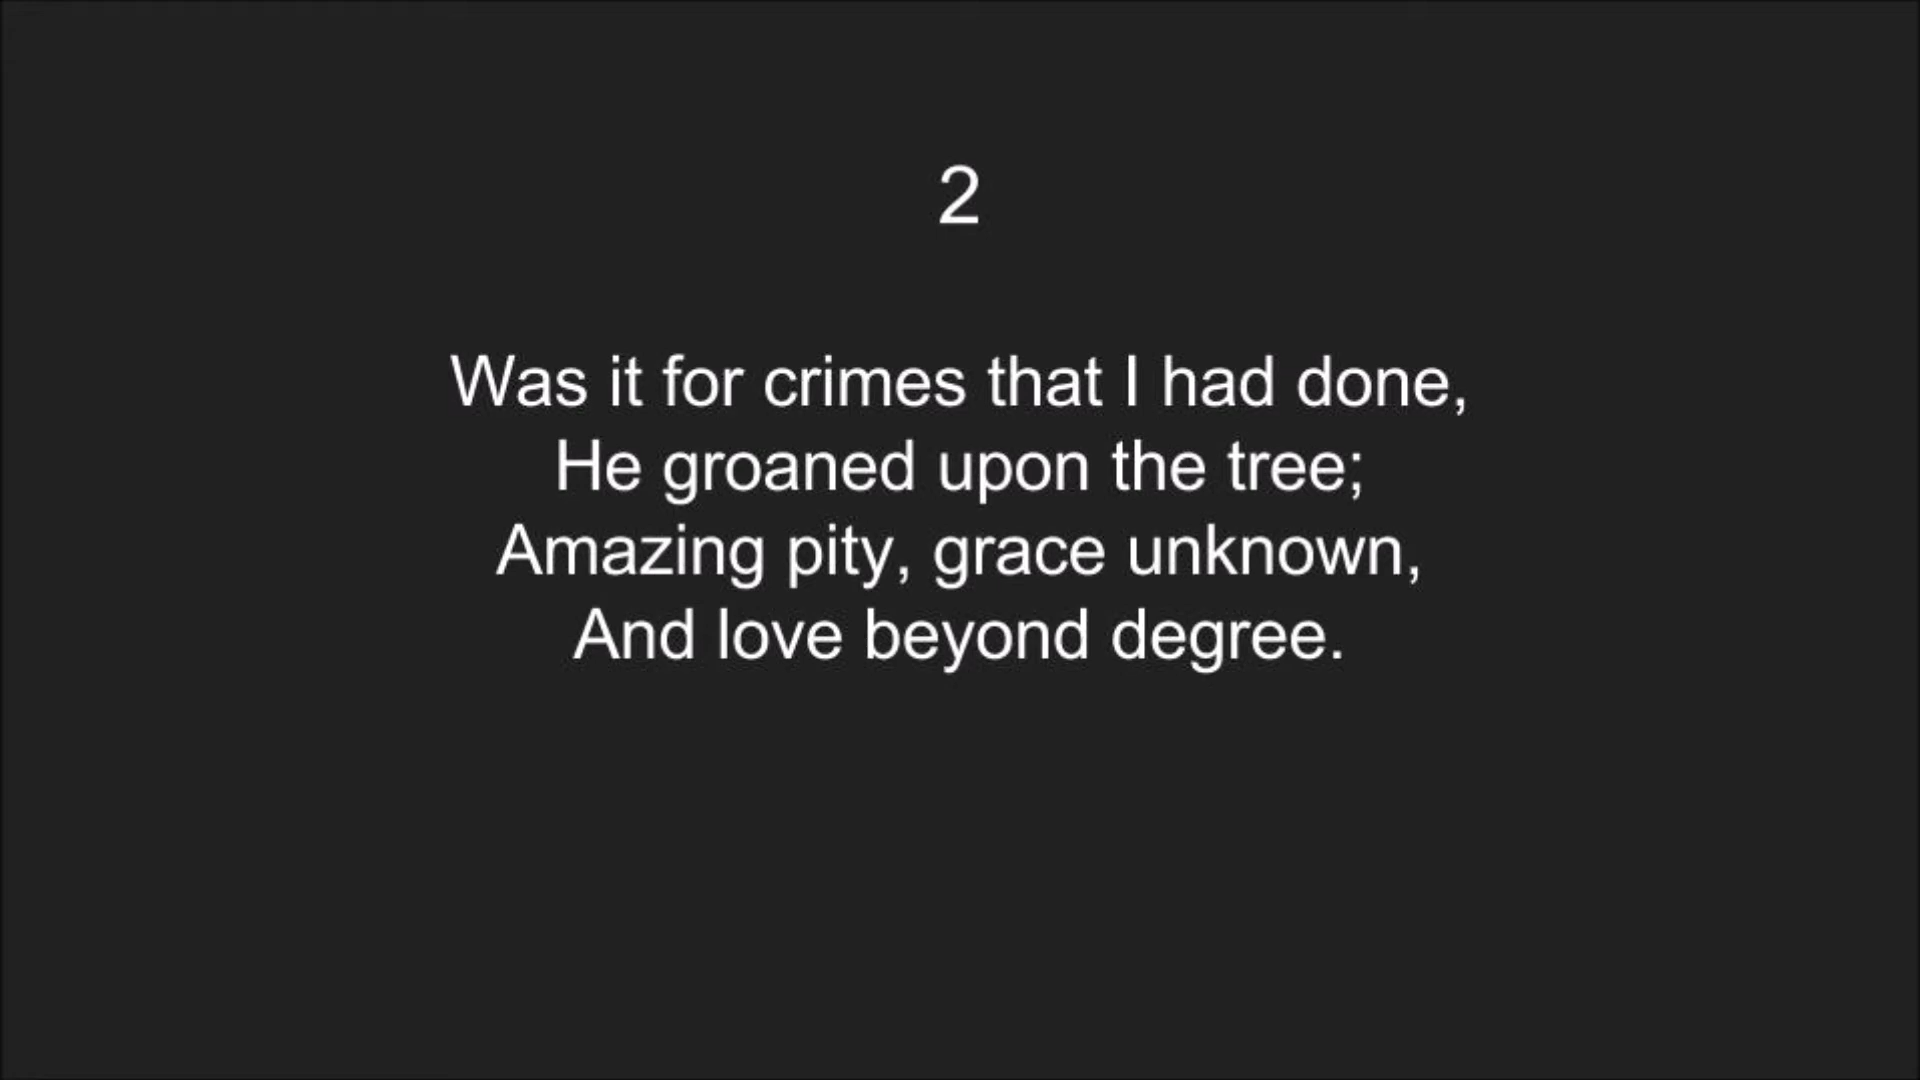 2
Was it for crimes that I had done,
He groaned upon the tree;
Amazing pity, grace unknown,
And love beyond degree.